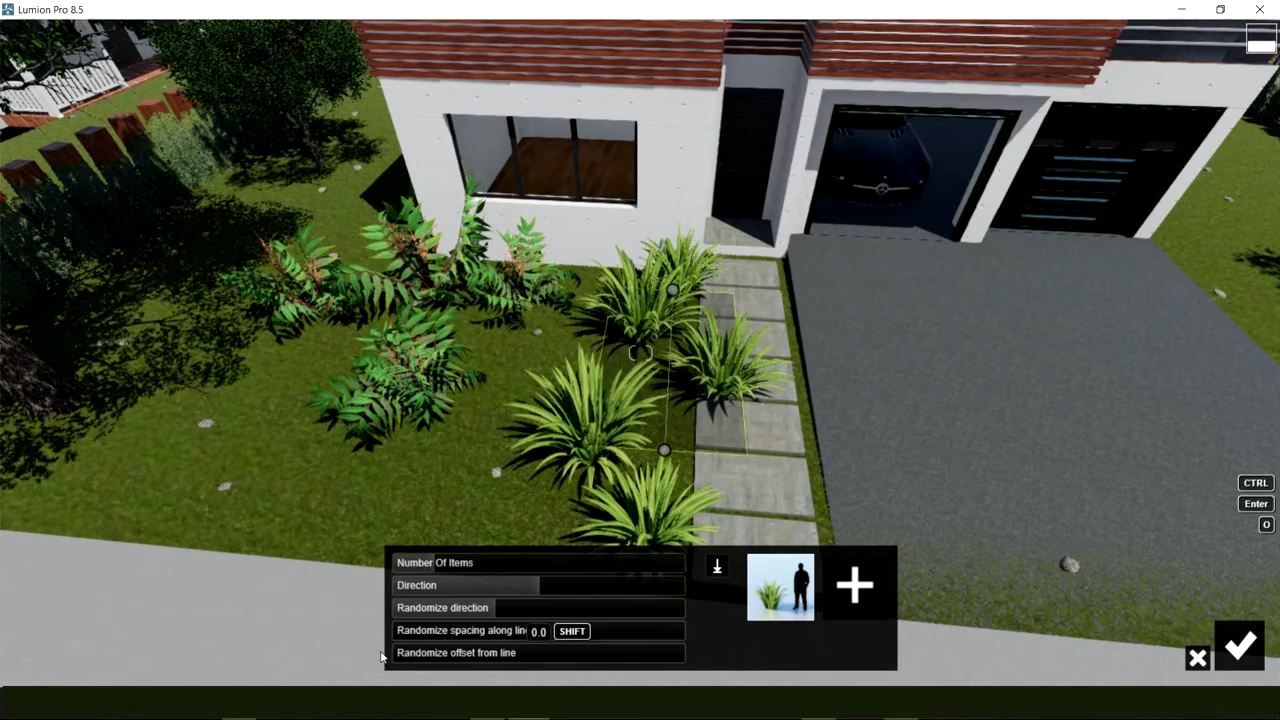 Lumion Pro 8.5
CTRL
Enter
O
Number Of Items
Direction
Randomize direction
Randomize spacing along line
0.0
SHIFT
Randomize offset from line